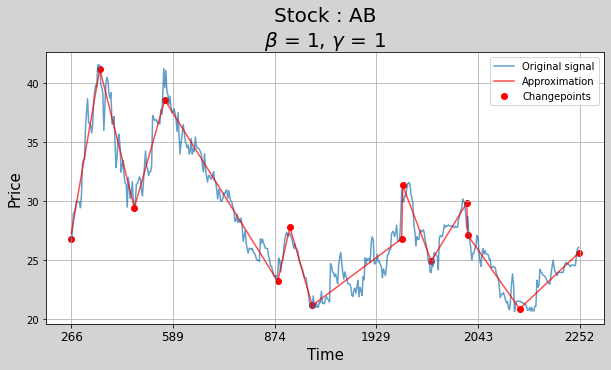 Stock : AB
β = 1, γ = 1
Original signal
Approximation
Changepoints
Price
40
35
30
25
20
266 589 874 1929 2043 2252
Time